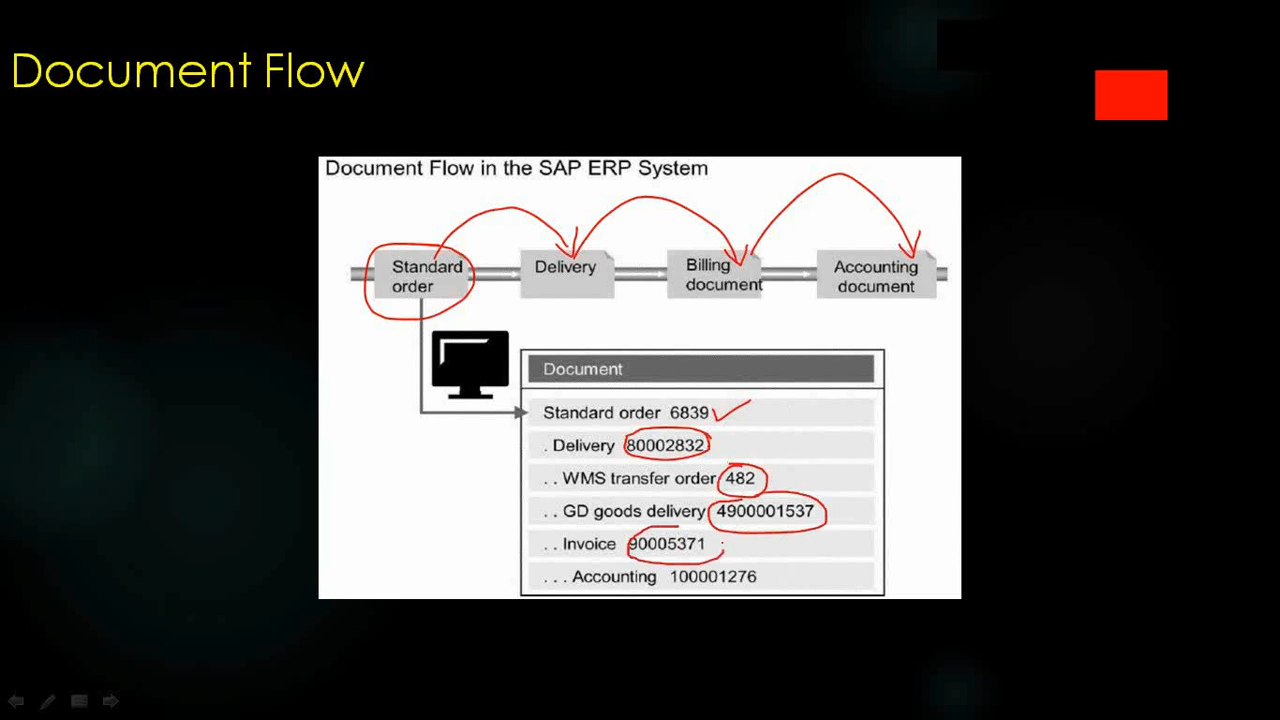 Document Flow
Document Flow in the SAP ERP System
Standard order
Delivery
Billing document
Accounting document
Document
Standard order 6839
. Delivery 80002832
. . WMS transfer order 482
. . GD goods delivery 4900001537
. . Invoice 90005371
. . . Accounting 100001276